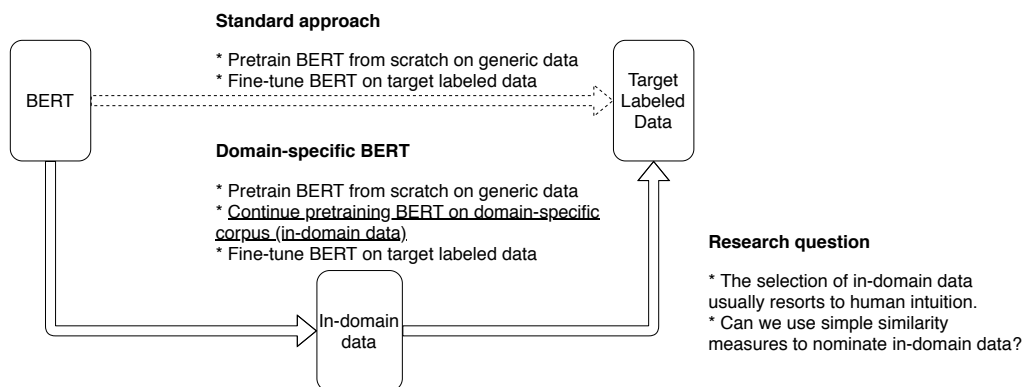 Standard approach
* Pretrain BERT from scratch on generic data
* Fine-tune BERT on target labeled data
BERT
Target
Labeled
Data
Domain-specific BERT
* Pretrain BERT from scratch on generic data
* Continue pretraining BERT on domain-specific
corpus (in-domain data)
* Fine-tune BERT on target labeled data
In-domain
data
Research question
* The selection of in-domain data
usually resorts to human intuition.
* Can we use simple similarity
measures to nominate in-domain data?